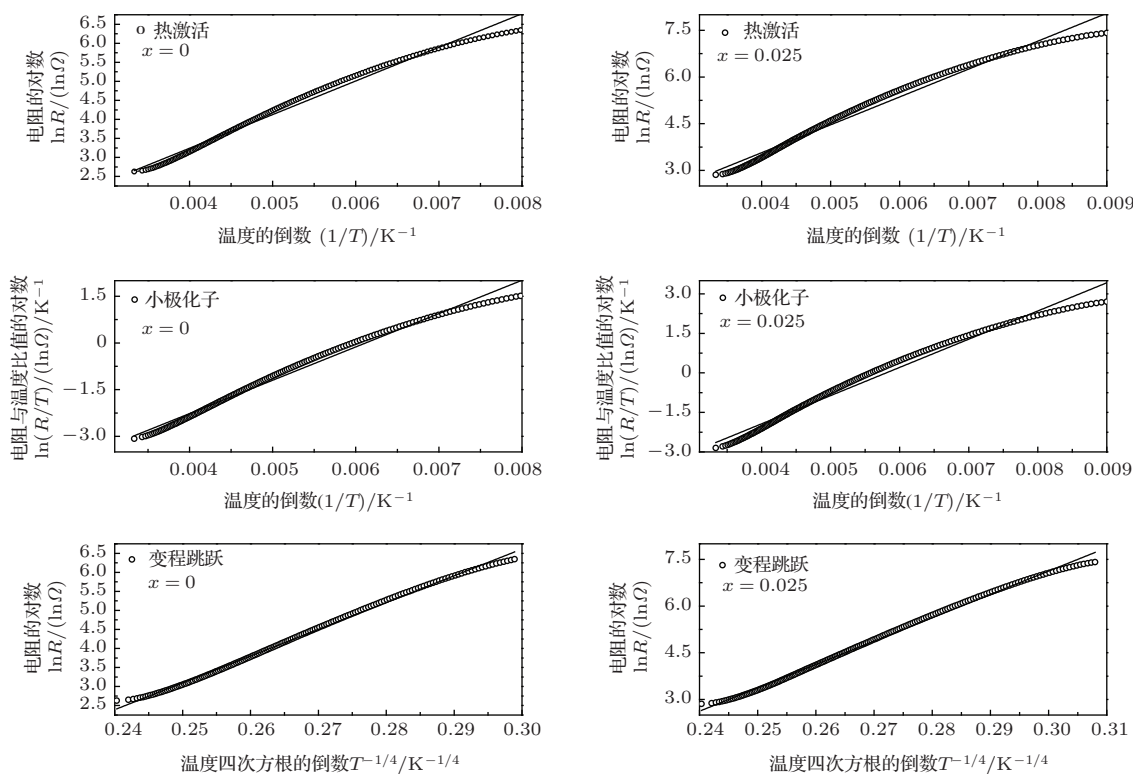 热激活
x = 0
电阻的对数
lnR/(lnΩ)
6.5
6.0
5.5
5.0
4.5
4.0
3.5
3.0
2.5
0.004 0.005 0.006 0.007 0.008
温度的倒数 (1/T)/K⁻¹
热激活
x = 0.025
电阻的对数
lnR/(lnΩ)
7.5
6.0
4.5
3.0
0.004 0.005 0.006 0.007 0.008 0.009
温度的倒数 (1/T)/K⁻¹
小极化子
x = 0
电阻与温度比值的对数
ln(R/T)/(lnΩ)/K⁻¹
1.5
0
−1.5
−3.0
0.004 0.005 0.006 0.007 0.008
温度的倒数(1/T)/K⁻¹
小极化子
x = 0.025
电阻与温度比值的对数
ln(R/T)/(lnΩ)/K⁻¹
3.0
1.5
0
−1.5
−3.0
0.004 0.005 0.006 0.007 0.008 0.009
温度的倒数(1/T)/K⁻¹
变程跳跃
x = 0
电阻的对数
lnR/(lnΩ)
6.5
6.0
5.5
5.0
4.5
4.0
3.5
3.0
2.5
0.24 0.25 0.26 0.27 0.28 0.29 0.30
温度四次方根的倒数T⁻¹/⁴/K⁻¹/⁴
变程跳跃
x = 0.025
电阻的对数
lnR/(lnΩ)
7.5
6.0
4.5
3.0
0.24 0.25 0.26 0.27 0.28 0.29 0.30 0.31
温度四次方根的倒数T⁻¹/⁴/K⁻¹/⁴